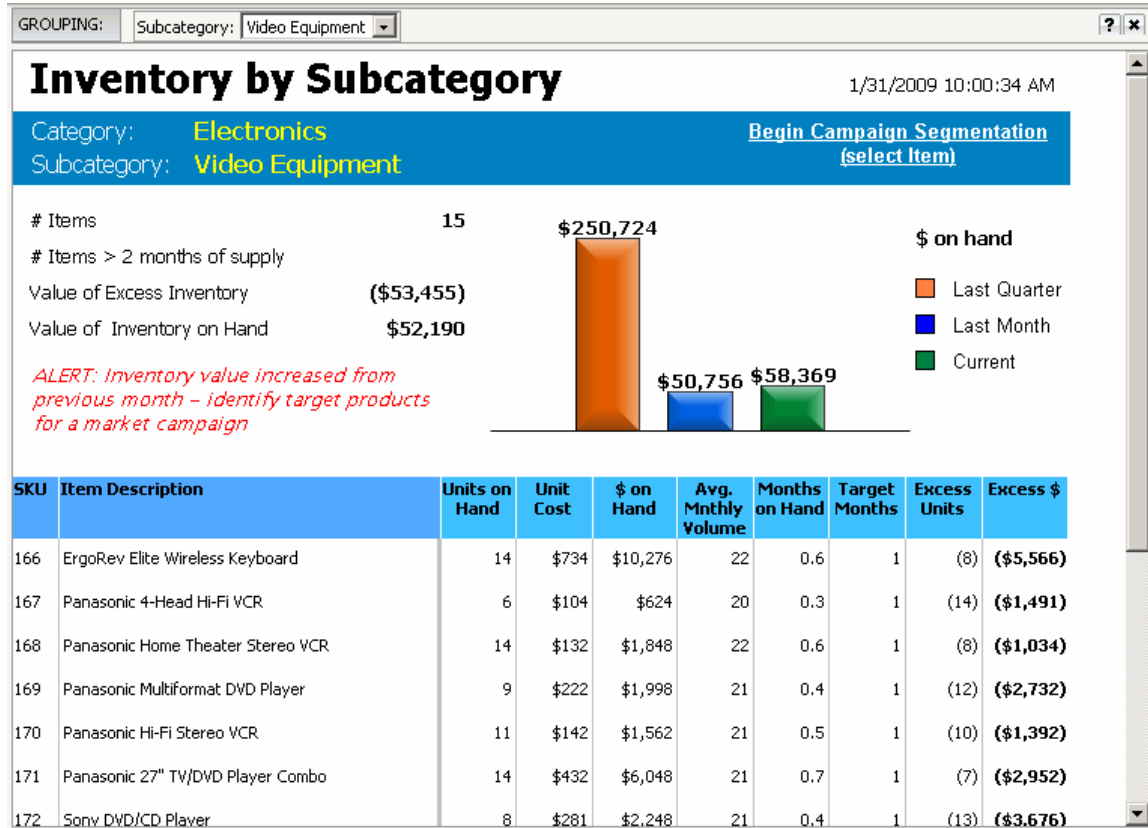 GROUPING: Subcategory: Video Equipment ? ×
Inventory by Subcategory 1/31/2009 10:00:34 AM
Category: Electronics
Subcategory: Video Equipment
Begin Campaign Segmentation
(select Item)
# Items 15
# Items > 2 months of supply
Value of Excess Inventory ($53,455)
Value of Inventory on Hand $52,190
ALERT: Inventory value increased from
previous month – identify target products
for a market campaign
$250,724
$50,756 $58,369
$ on hand
Last Quarter
Last Month
Current
SKU Item Description Units on Hand Unit Cost $ on Hand Avg. Mnthly Volume Months on Hand Target Months Excess Units Excess $
166 ErgoRev Elite Wireless Keyboard 14 $734 $10,276 22 0.6 1 (8) ($5,566)
167 Panasonic 4-Head Hi-Fi VCR 6 $104 $624 20 0.3 1 (14) ($1,491)
168 Panasonic Home Theater Stereo VCR 14 $132 $1,848 22 0.6 1 (8) ($1,034)
169 Panasonic Multiformat DVD Player 9 $222 $1,998 21 0.4 1 (12) ($2,732)
170 Panasonic Hi-Fi Stereo VCR 11 $142 $1,562 21 0.5 1 (10) ($1,392)
171 Panasonic 27" TV/DVD Player Combo 14 $432 $6,048 21 0.7 1 (7) ($2,952)
172 Sony DVD/CD Player 8 $281 $2,248 21 0.4 1 (13) ($3,676)